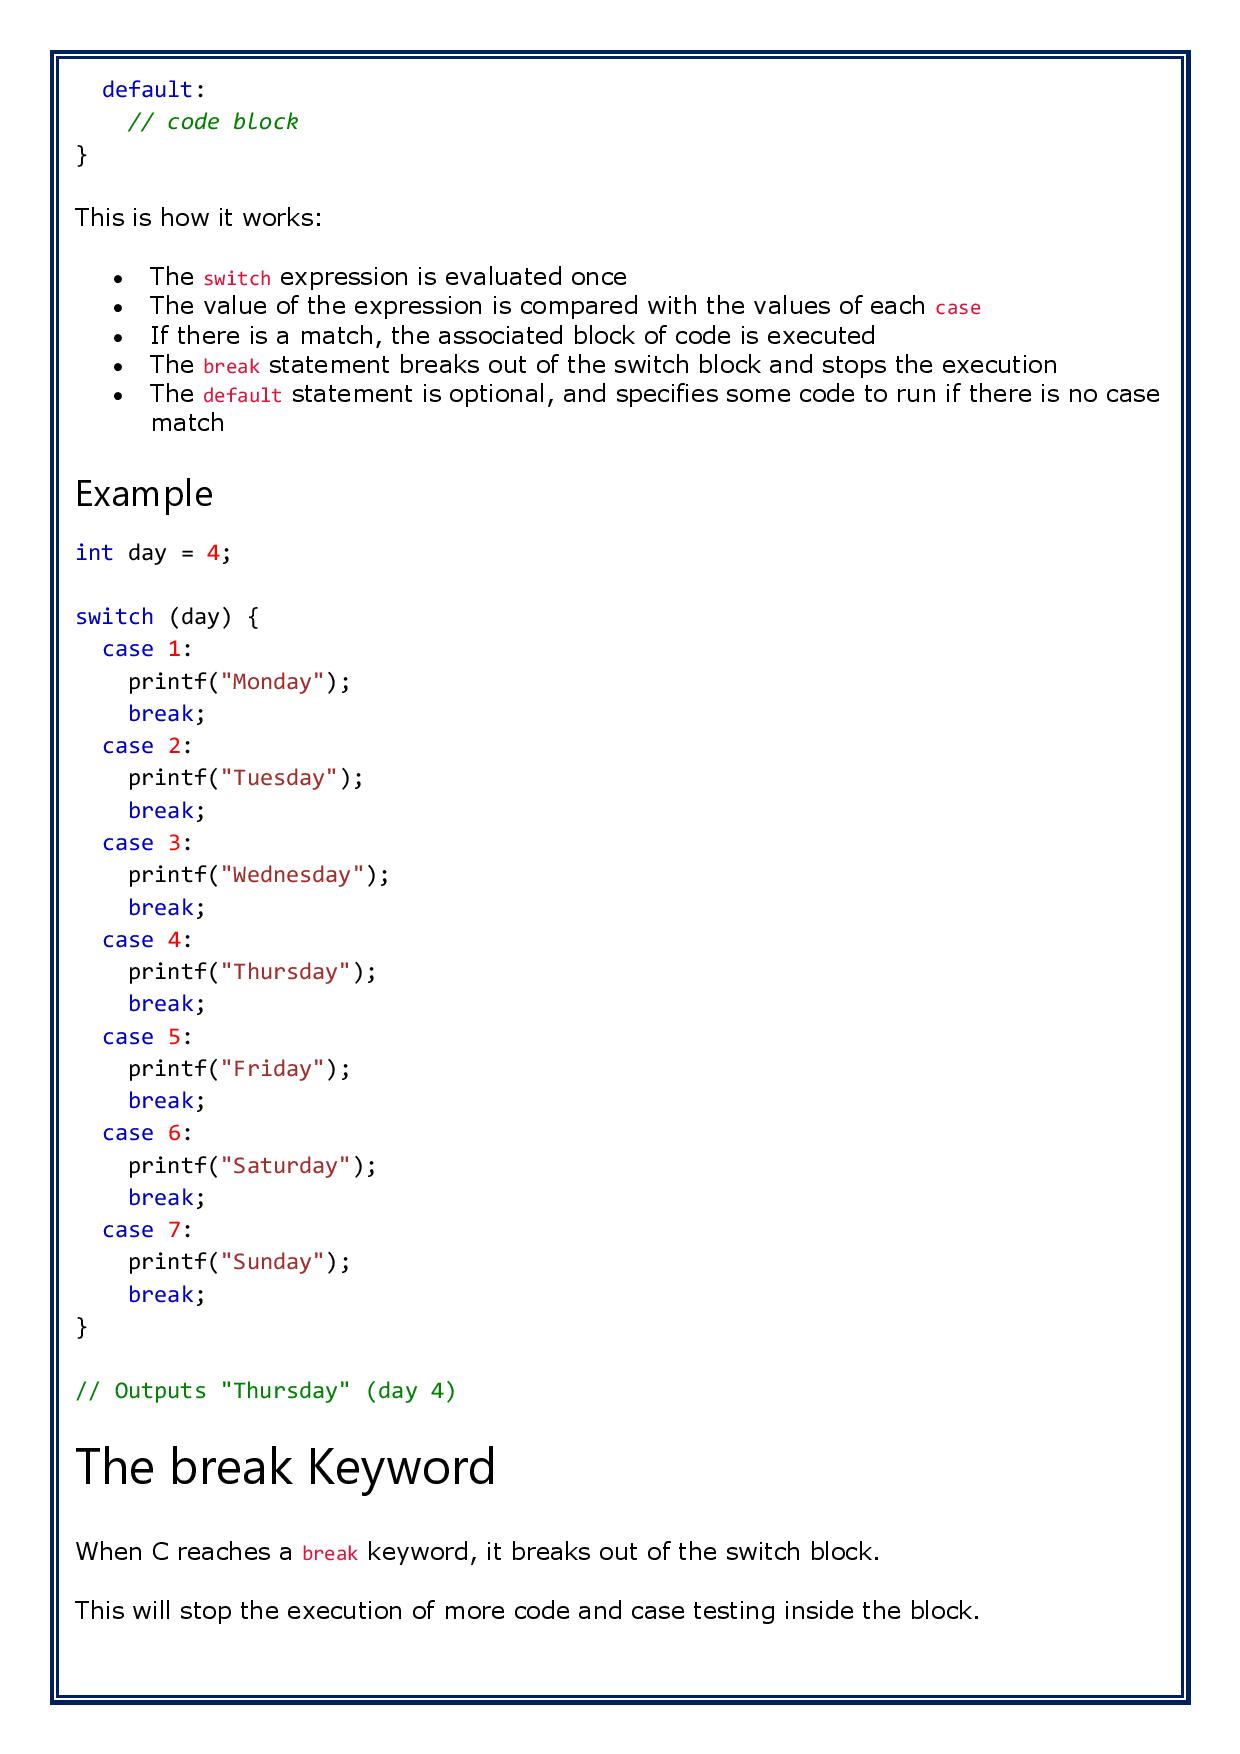 default:
// code block
}
This is how it works:
• The switch expression is evaluated once
• The value of the expression is compared with the values of each case
• If there is a match, the associated block of code is executed
• The break statement breaks out of the switch block and stops the execution
• The default statement is optional, and specifies some code to run if there is no case
match
Example
int day = 4;
switch (day) {
case 1:
printf("Monday");
break;
case 2:
printf("Tuesday");
break;
case 3:
printf("Wednesday");
break;
case 4:
printf("Thursday");
break;
case 5:
printf("Friday");
break;
case 6:
printf("Saturday");
break;
case 7:
printf("Sunday");
break;
}
// Outputs "Thursday" (day 4)
The break Keyword
When C reaches a break keyword, it breaks out of the switch block.
This will stop the execution of more code and case testing inside the block.